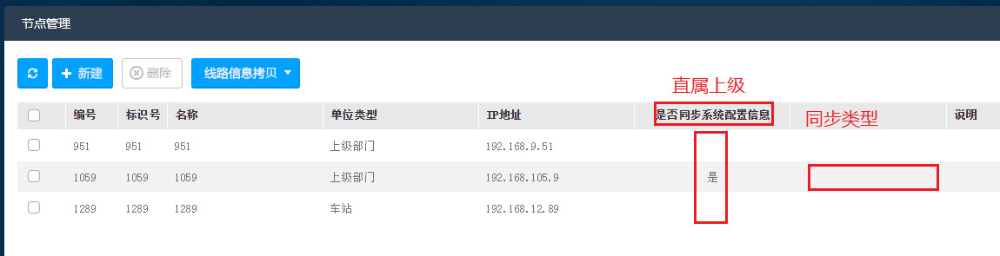 节点管理
新建 删除 线路信息拷贝
直属上级
编号 标识号 名称 单位类型 IP地址 是否同步系统配置信息 同步类型 说明
951 951 951 上级部门 192.168.9.51
1059 1059 1059 上级部门 192.168.105.9 是
1289 1289 1289 车站 192.168.12.89